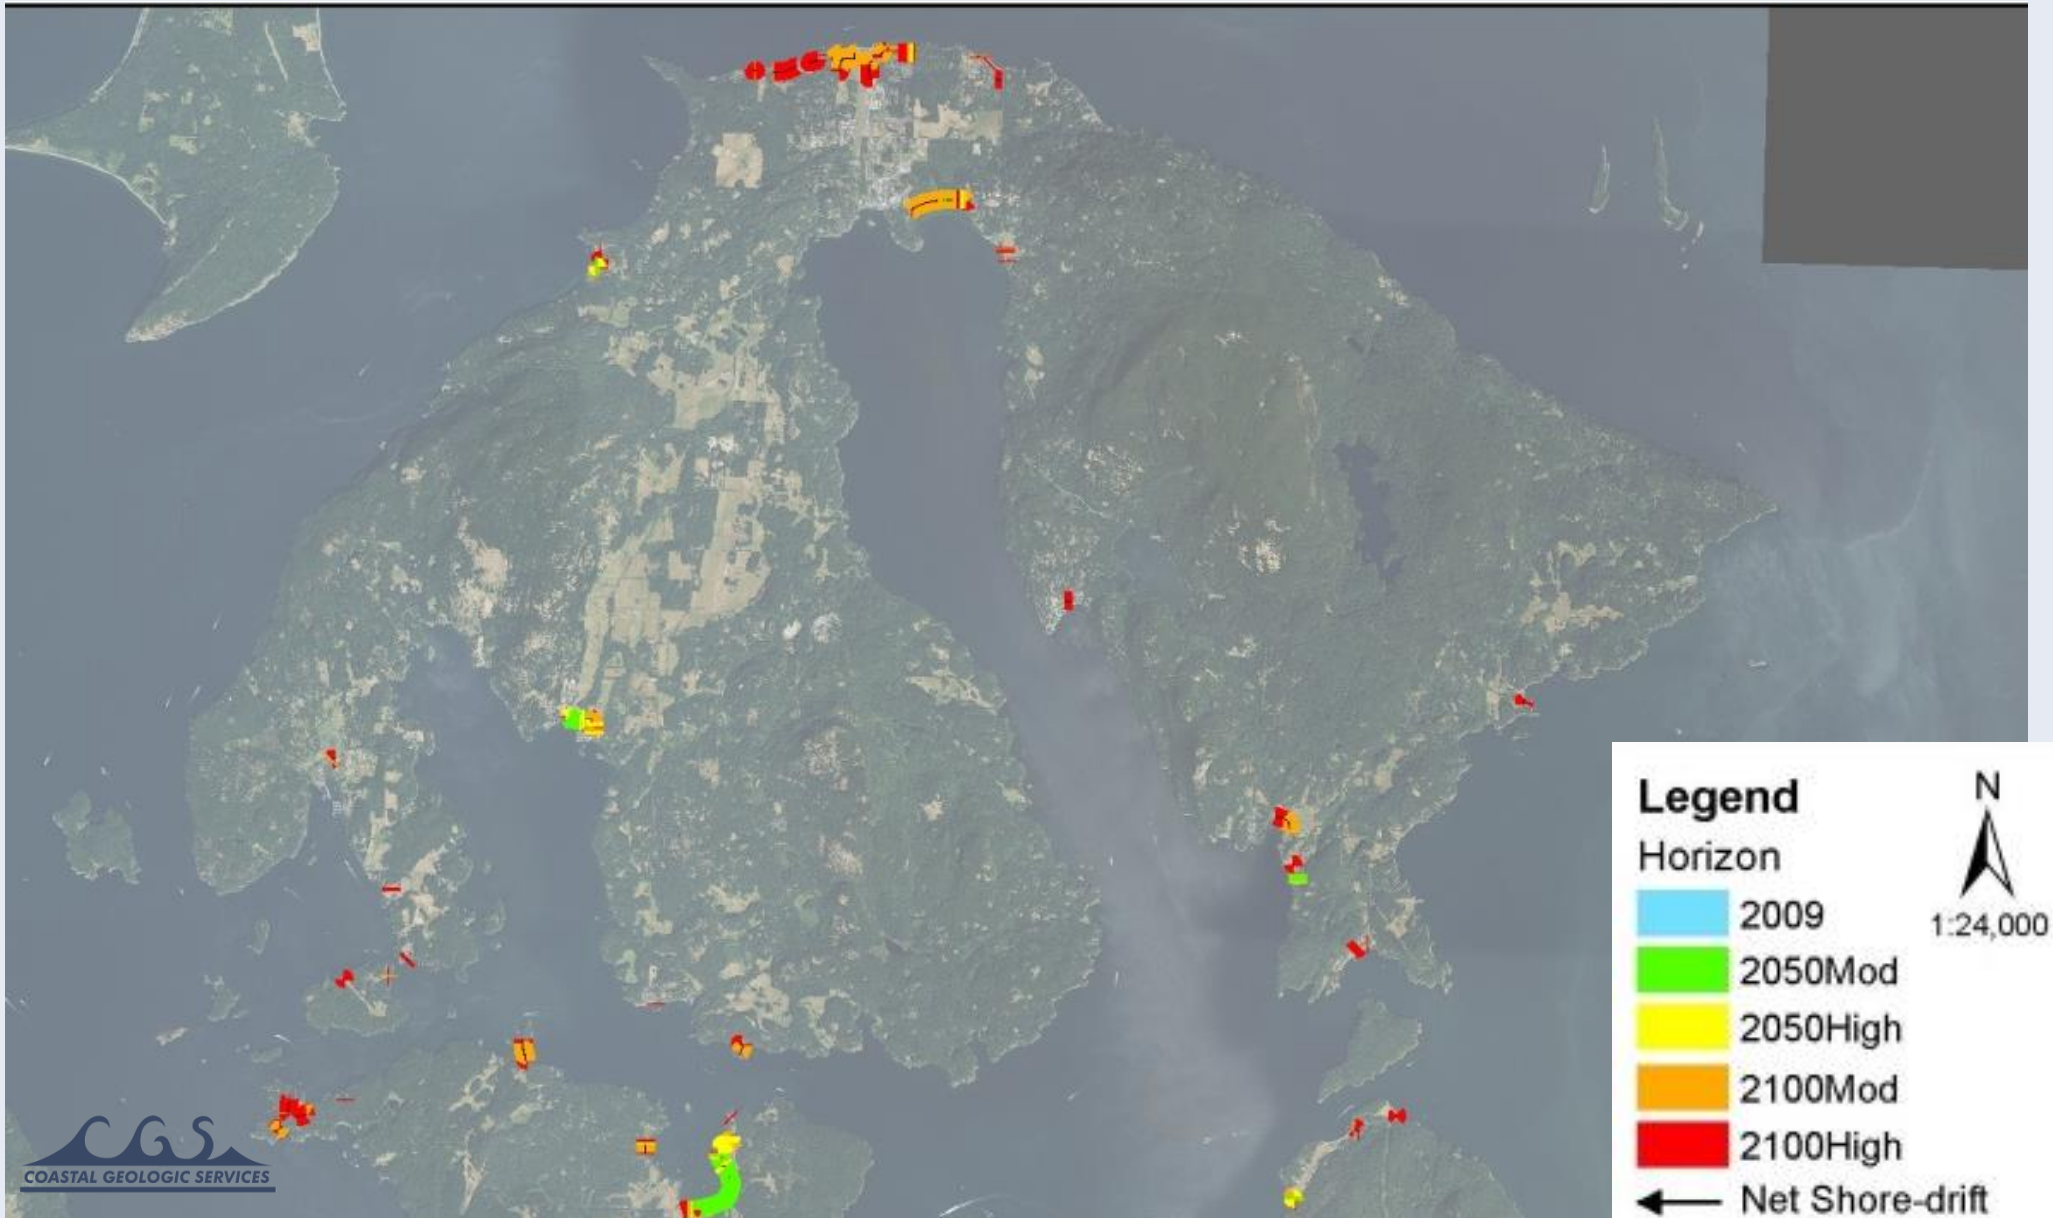 Legend
N
Horizon
2009
1:24,000
2050Mod
2050High
2100Mod
2100High
Net Shore-drift
CGS
COASTAL GEOLOGIC SERVICES